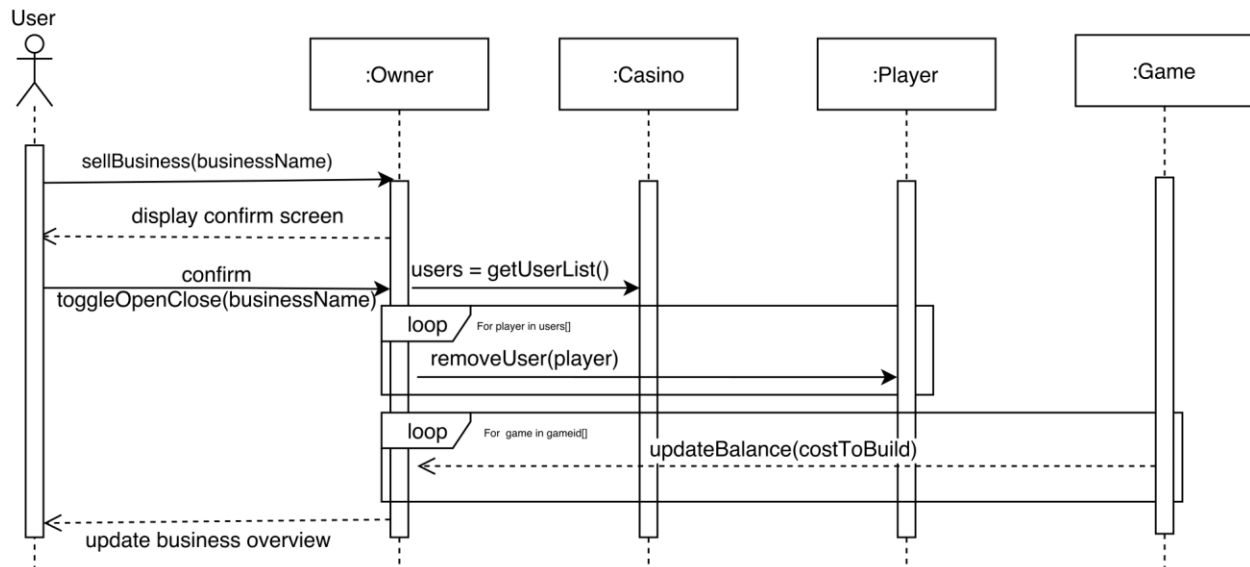 User
:Owner
:Casino
:Player
:Game
sellBusiness(businessName)
display confirm screen
confirm
toggleOpenClose(businessName)
users = getUserList()
loop
For player in users[]
removeUser(player)
loop
For game in gameid[]
updateBalance(costToBuild)
update business overview